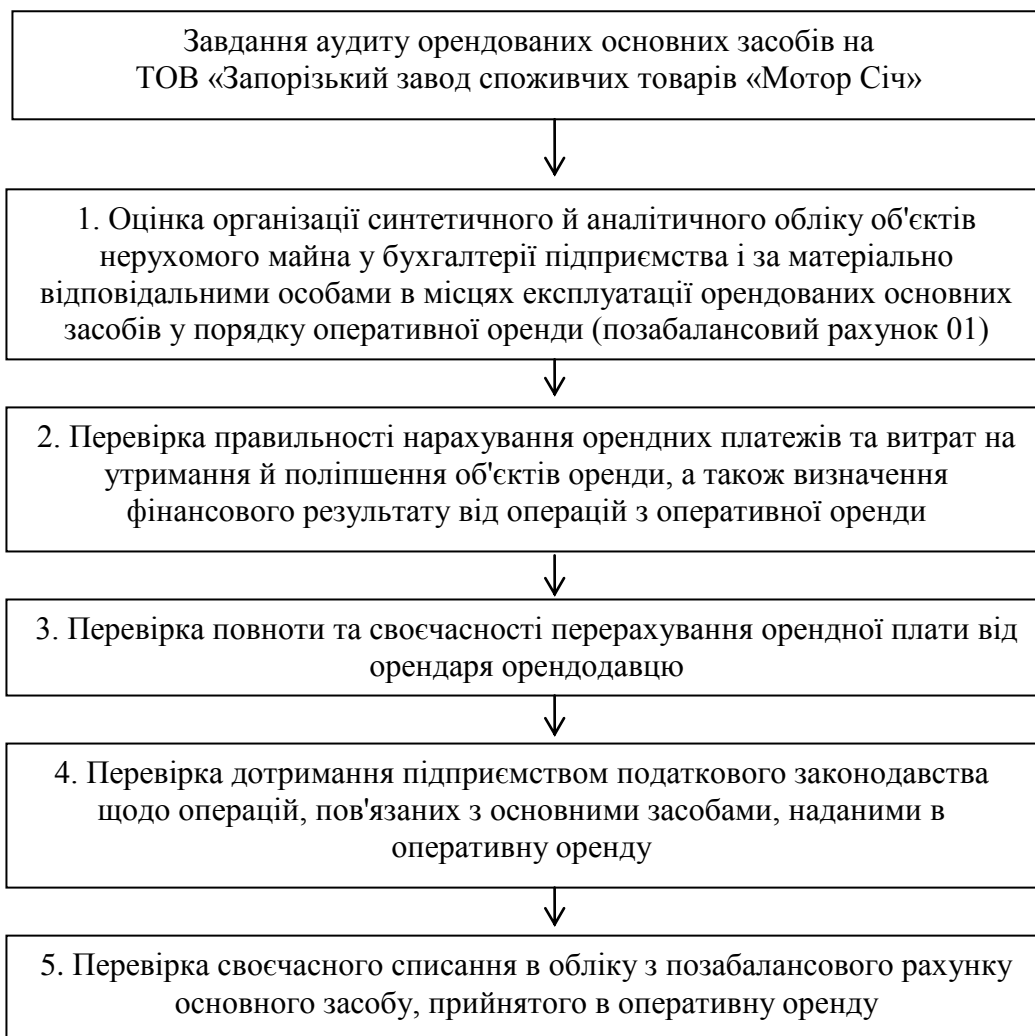 Завдання аудиту орендованих основних засобів на
ТОВ «Запорізький завод споживчих товарів «Мотор Січ»
1. Оцінка організації синтетичного й аналітичного обліку об'єктів
нерухомого майна у бухгалтерії підприємства і за матеріально
відповідальними особами в місцях експлуатації орендованих основних
засобів у порядку оперативної оренди (позабалансовий рахунок 01)
2. Перевірка правильності нарахування орендних платежів та витрат на
утримання й поліпшення об'єктів оренди, а також визначення
фінансового результату від операцій з оперативної оренди
3. Перевірка повноти та своєчасності перерахування орендної плати від
орендаря орендодавцю
4. Перевірка дотримання підприємством податкового законодавства
щодо операцій, пов'язаних з основними засобами, наданими в
оперативну оренду
5. Перевірка своєчасного списання в обліку з позабалансового рахунку
основного засобу, прийнятого в оперативну оренду